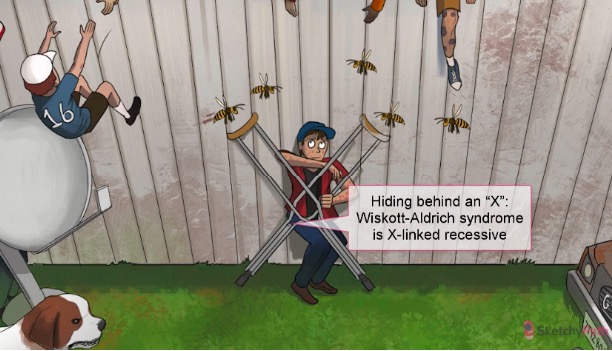 16
Hiding behind an “X”:
Wiskott-Aldrich syndrome
is X-linked recessive
G